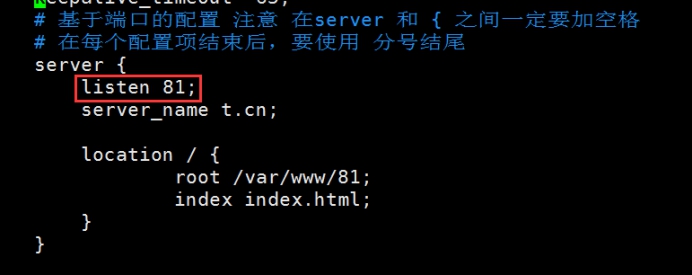 keepalive_timeout  65;
# 基于端口的配置 注意 在server 和 { 之间一定要加空格
# 在每个配置项结束后，要使用 分号结尾
server {
    listen 81;
    server_name t.cn;

    location / {
            root /var/www/81;
            index index.html;
    }
}